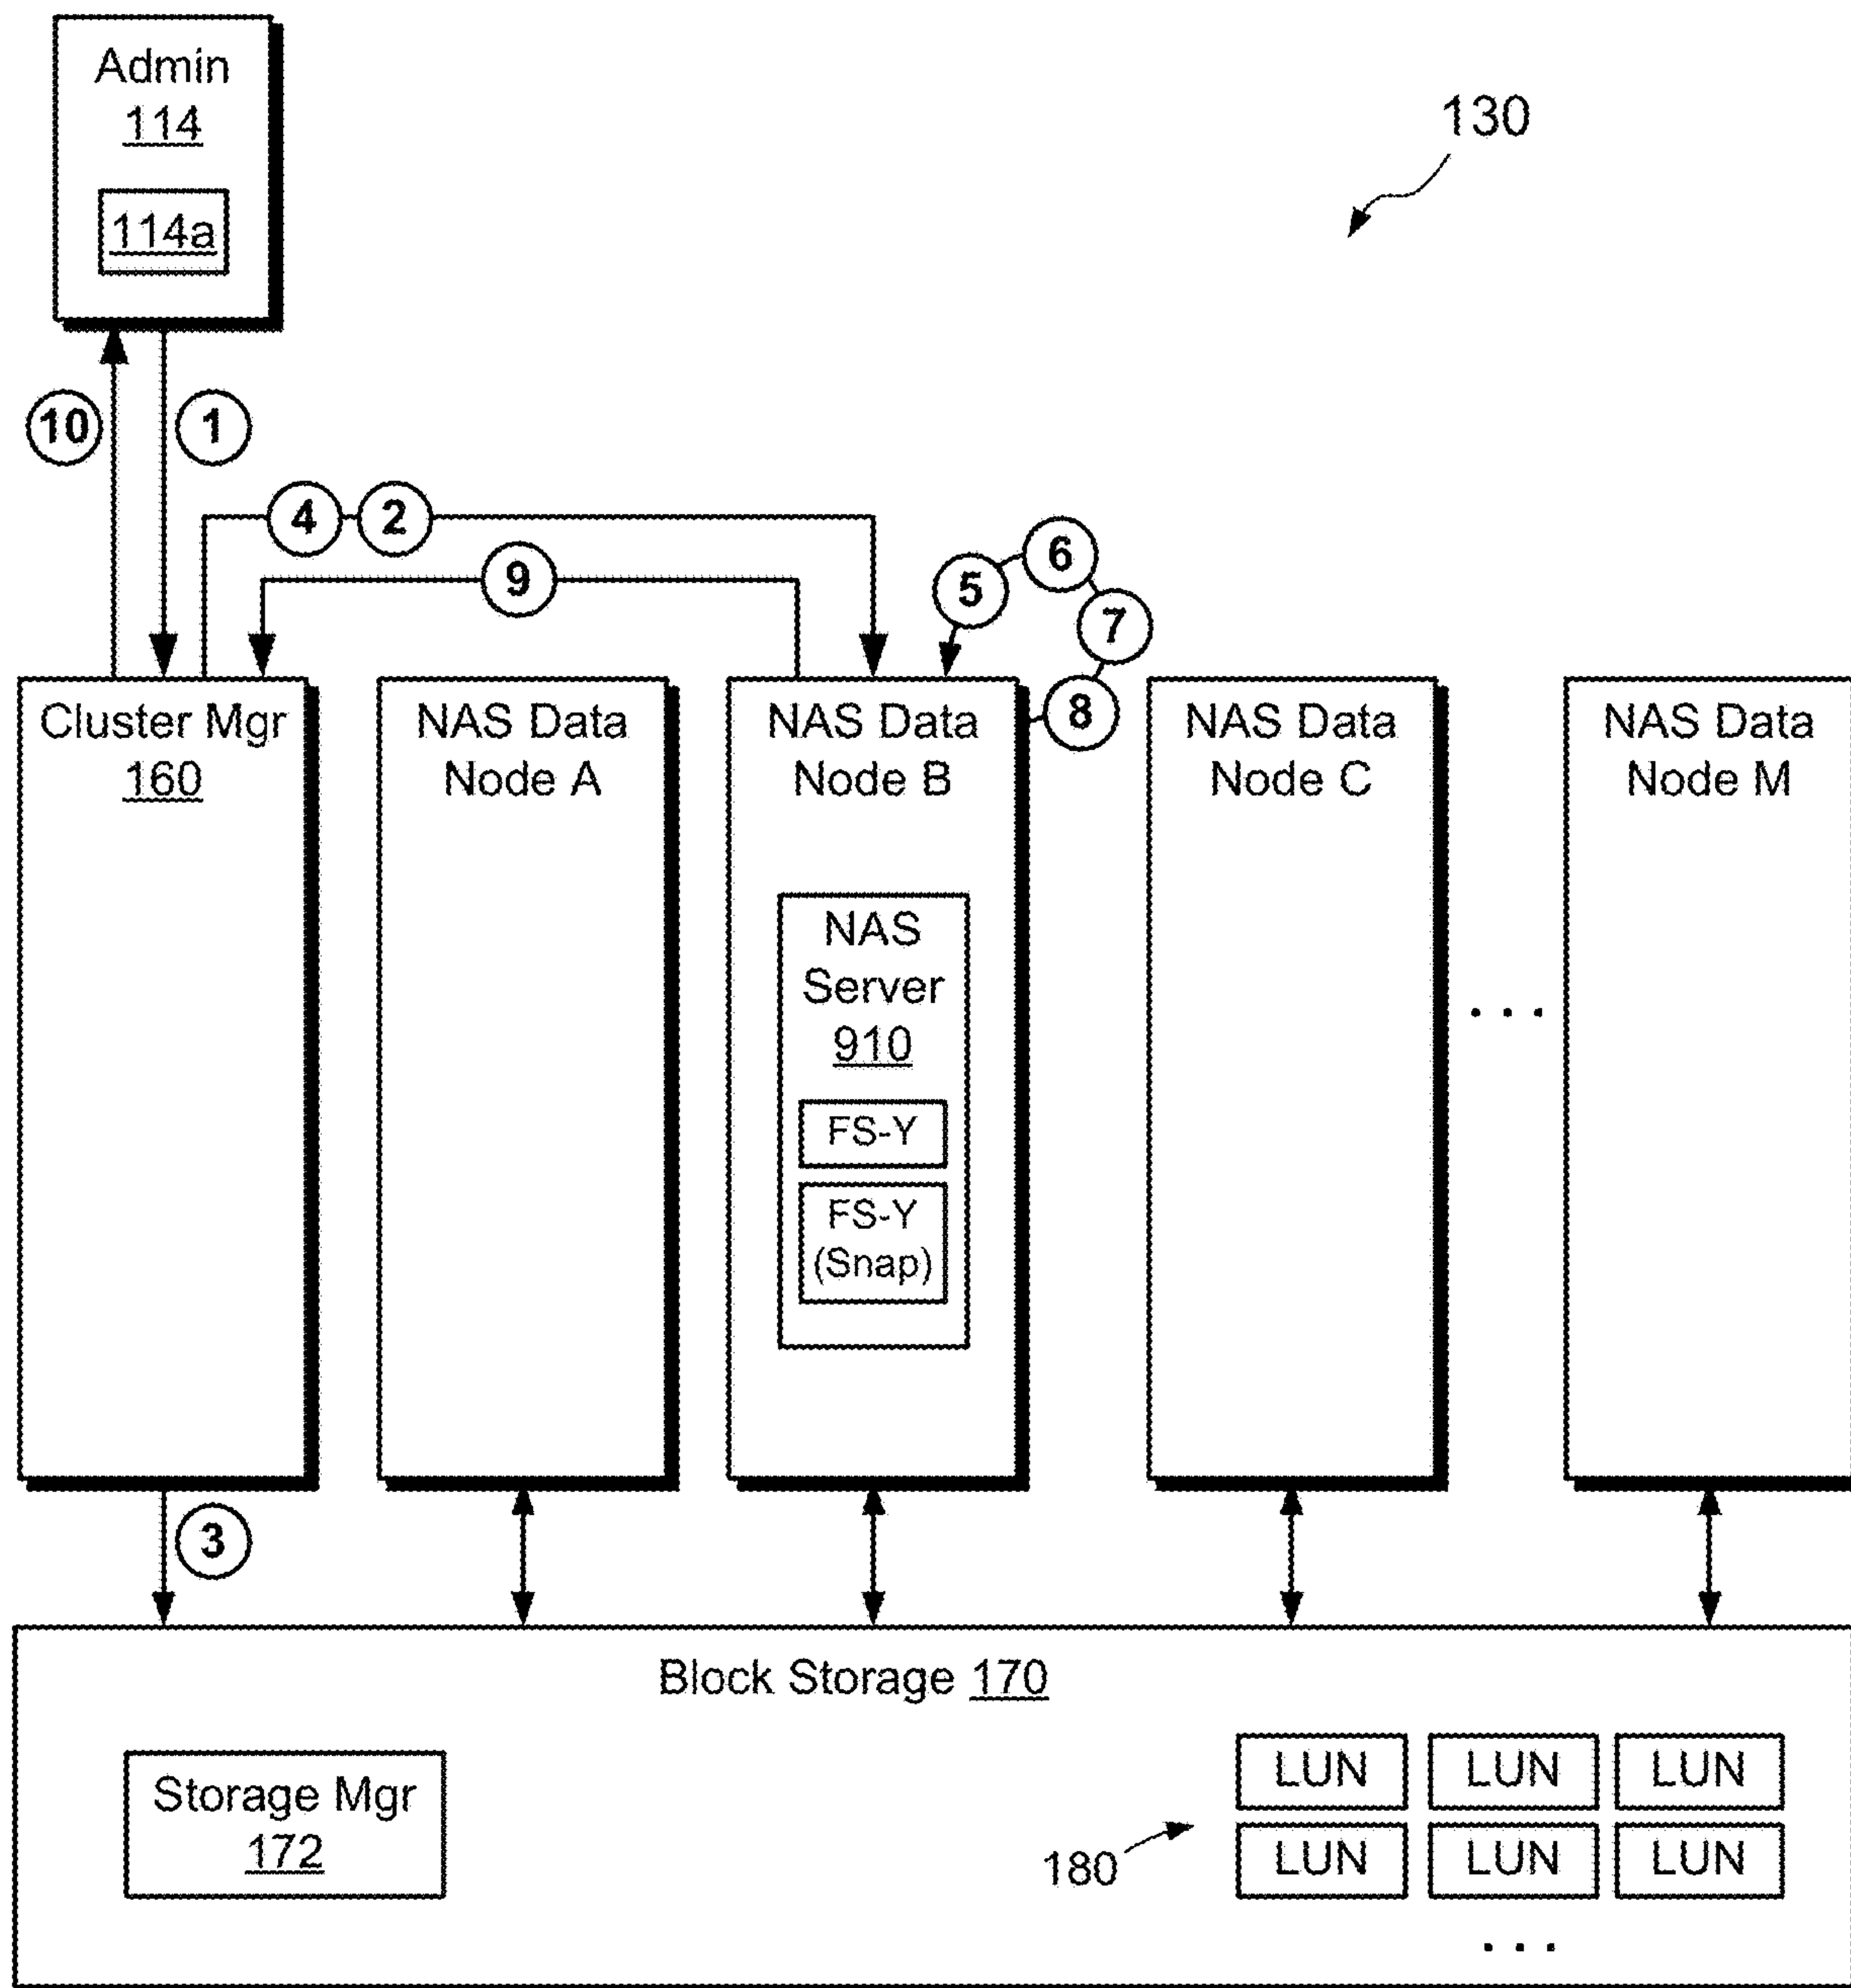 Admin
114
114a
130
10
1
4
2
9
5
6
7
8
Cluster Mgr
160
NAS Data
Node A
NAS Data
Node B
NAS
Server
910
FS-Y
FS-Y
(Snap)
NAS Data
Node C
. . .
NAS Data
Node M
3
Block Storage 170
Storage Mgr
172
180
LUN LUN LUN
LUN LUN LUN
. . .